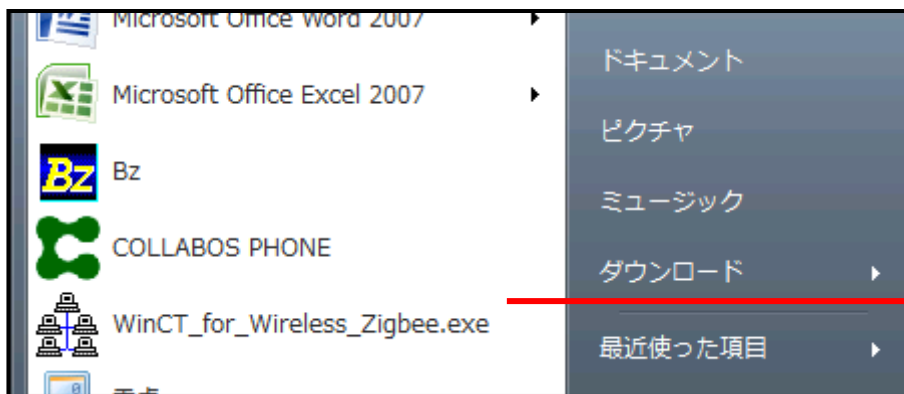 Microsoft Office Word 2007
Microsoft Office Excel 2007
Bz
Bz
COLLABOS PHONE
WinCT_for_Wireless_Zigbee.exe
ドキュメント
ピクチャ
ミュージック
ダウンロード
最近使った項目